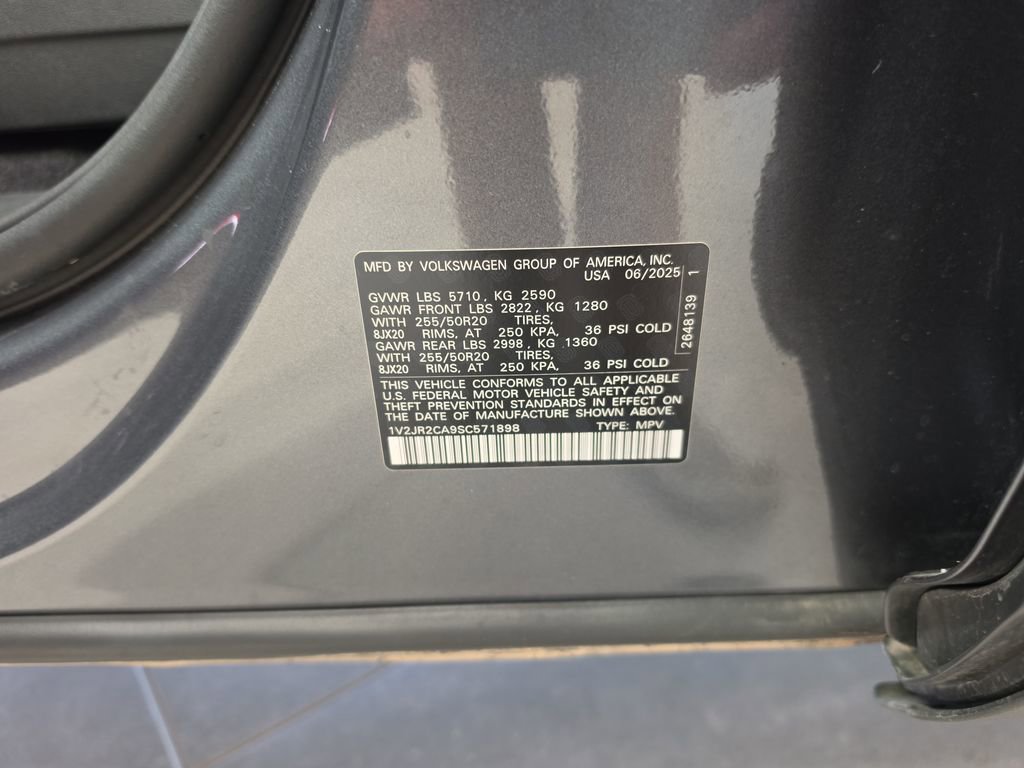 MFD BY VOLKSWAGEN GROUP OF AMERICA, INC.
USA 06/2025
GVWR LBS 5710, KG 2590
GAWR FRONT LBS 2822, KG 1280
WITH 255/50R20 TIRES,
8JX20 RIMS, AT 250 KPA, 36 PSI COLD
GAWR REAR LBS 2998, KG 1360
WITH 255/50R20 TIRES,
8JX20 RIMS, AT 250 KPA, 36 PSI COLD
THIS VEHICLE CONFORMS TO ALL APPLICABLE
U.S. FEDERAL MOTOR VEHICLE SAFETY AND
THEFT PREVENTION STANDARDS IN EFFECT ON
THE DATE OF MANUFACTURE SHOWN ABOVE.
1V2JR2CA9SC571898 TYPE: MPV
2648139 1